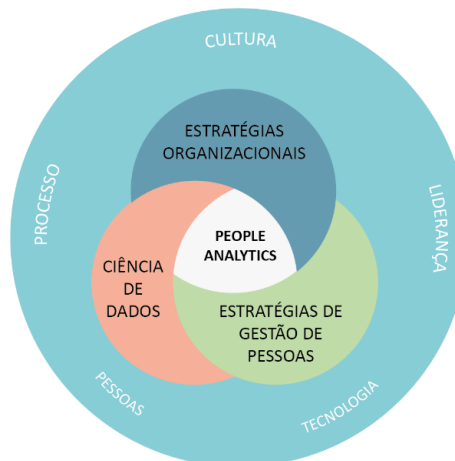 CULTURA
ESTRATÉGIAS
ORGANIZACIONAIS
PROCESSO
LIDERANÇA
PEOPLE
ANALYTICS
CIÊNCIA
DE
DADOS
ESTRATÉGIAS DE
GESTÃO DE
PESSOAS
PESSOAS
TECNOLOGIA